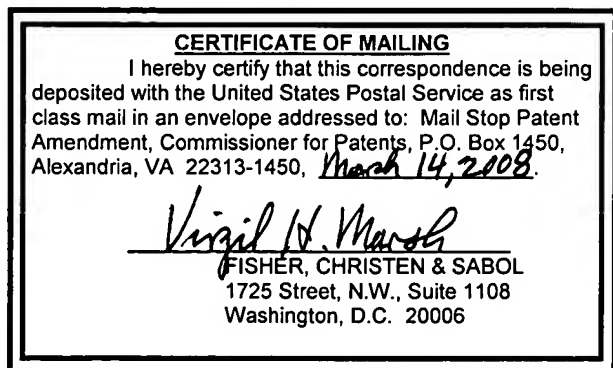 CERTIFICATE OF MAILING
I hereby certify that this correspondence is being
deposited with the United States Postal Service as first
class mail in an envelope addressed to: Mail Stop Patent
Amendment, Commissioner for Patents, P.O. Box 1450,
Alexandria, VA 22313-1450, March 14, 2008.
Virgil H. Marsh
FISHER, CHRISTEN & SABOL
1725 Street, N.W., Suite 1108
Washington, D.C. 20006